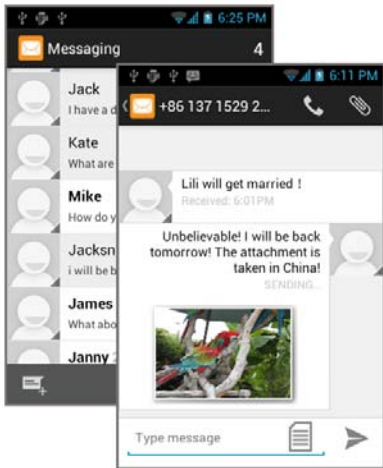 6:25 PM
Messaging 4
Jack
I have a d
Kate
What are
Mike
How do y
Jacksn
i will be b
James
What abo
Janny
6:11 PM
+86 137 1529 2...
Lili will get married !
Received: 6:01PM
Unbelievable! I will be back
tomorrow! The attachment is
taken in China!
SENDING...
Type message